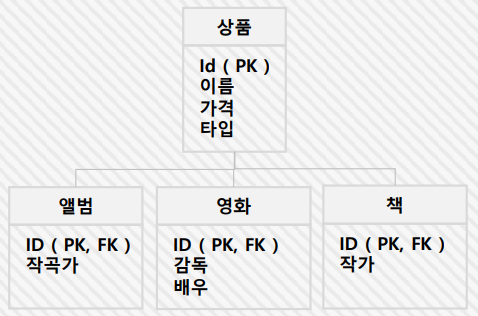 상품
Id ( PK )
이름
가격
타입
앨범
ID ( PK, FK )
작곡가
영화
ID ( PK, FK )
감독
배우
책
ID ( PK, FK )
작가